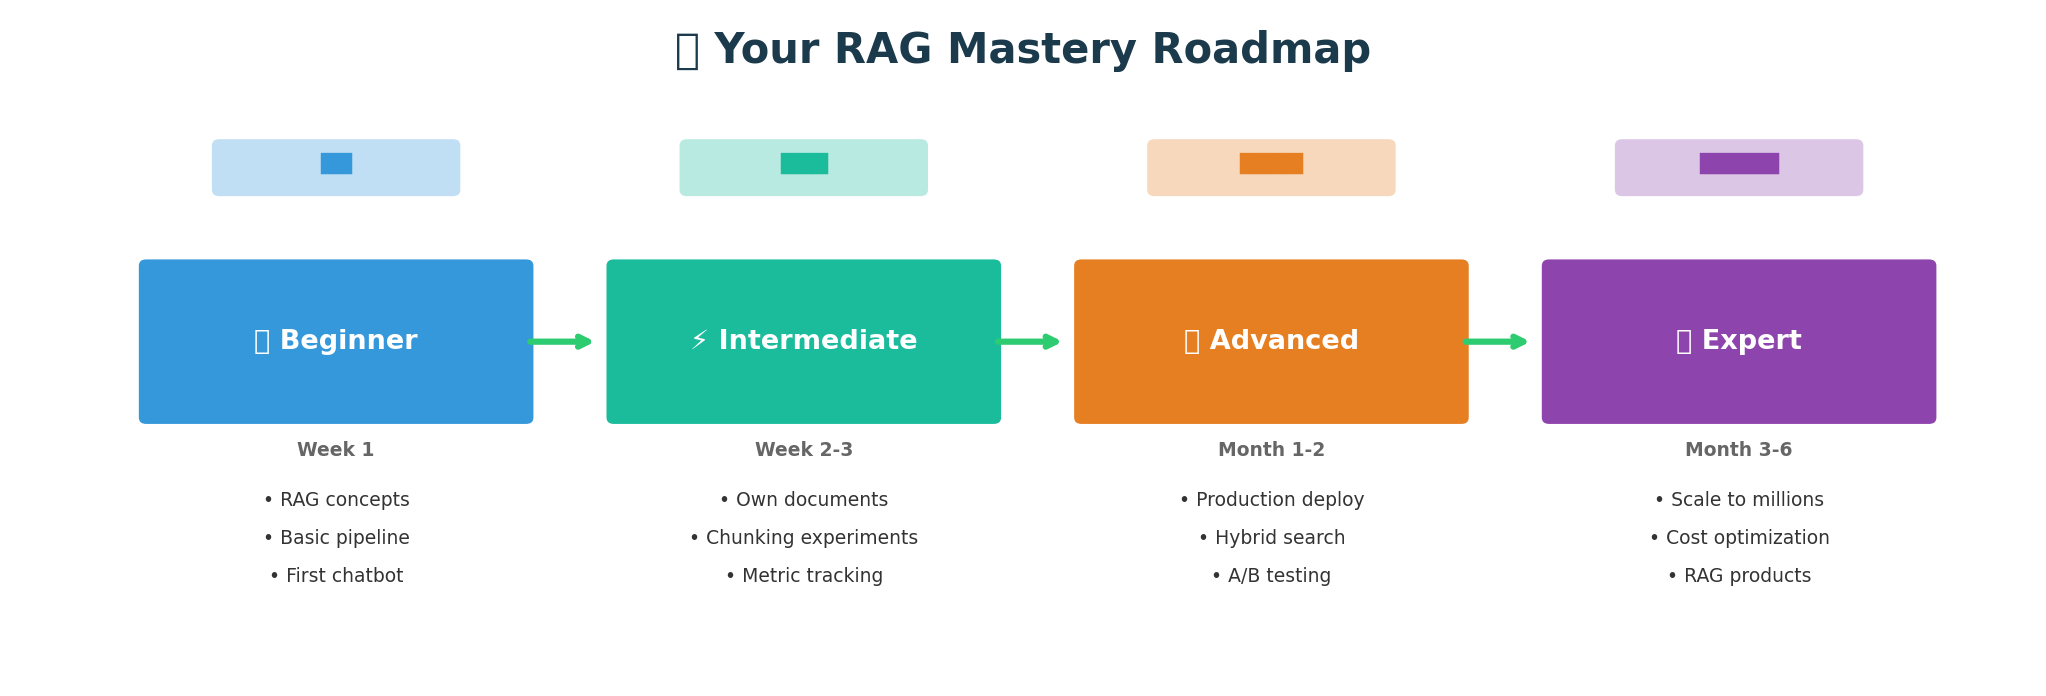 Your RAG Mastery Roadmap
Beginner
⚡ Intermediate
Advanced
Expert
Week 1
Week 2-3
Month 1-2
Month 3-6
• RAG concepts
• Basic pipeline
• First chatbot
• Own documents
• Chunking experiments
• Metric tracking
• Production deploy
• Hybrid search
• A/B testing
• Scale to millions
• Cost optimization
• RAG products